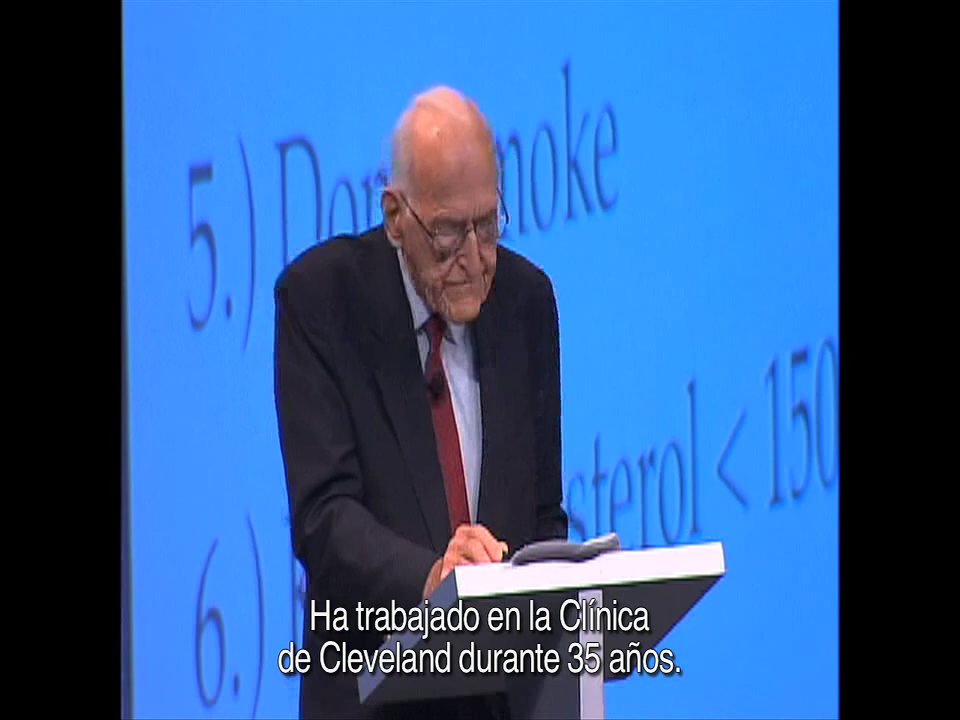 5.) Don moke
sterol < 150
6.)
Ha trabajado en la Clínica
de Cleveland durante 35 años.